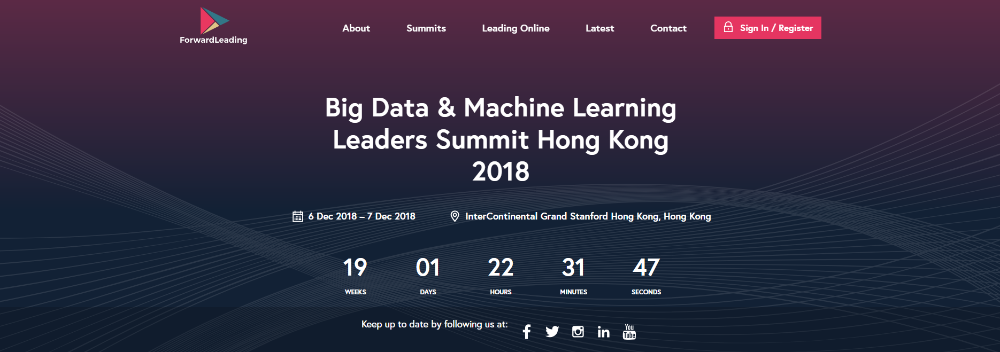 ForwardLeading
About
Summits
Leading Online
Latest
Contact
Sign In / Register
Big Data & Machine Learning
Leaders Summit Hong Kong
2018
6 Dec 2018 – 7 Dec 2018
InterContinental Grand Stanford Hong Kong, Hong Kong
19 01 22 31 47
WEEKS DAYS HOURS MINUTES SECONDS
Keep up to date by following us at:
You
Tube